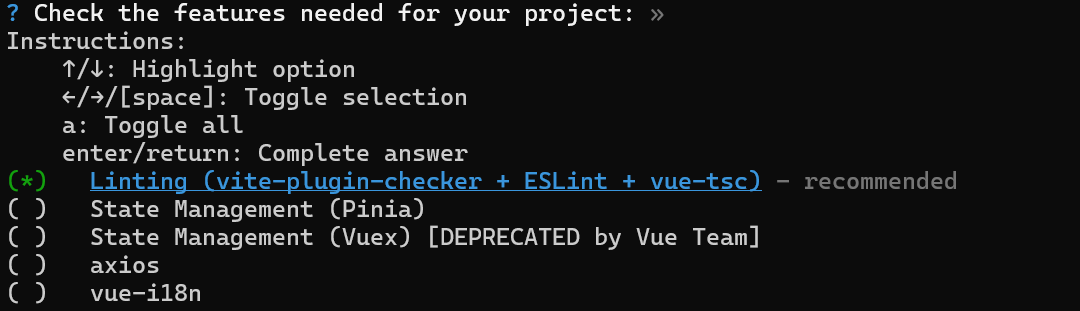 ? Check the features needed for your project: »
Instructions:
    ↑/↓: Highlight option
    ←/→/[space]: Toggle selection
    a: Toggle all
    enter/return: Complete answer
(*)   Linting (vite-plugin-checker + ESLint + vue-tsc) - recommended
( )   State Management (Pinia)
( )   State Management (Vuex) [DEPRECATED by Vue Team]
( )   axios
( )   vue-i18n